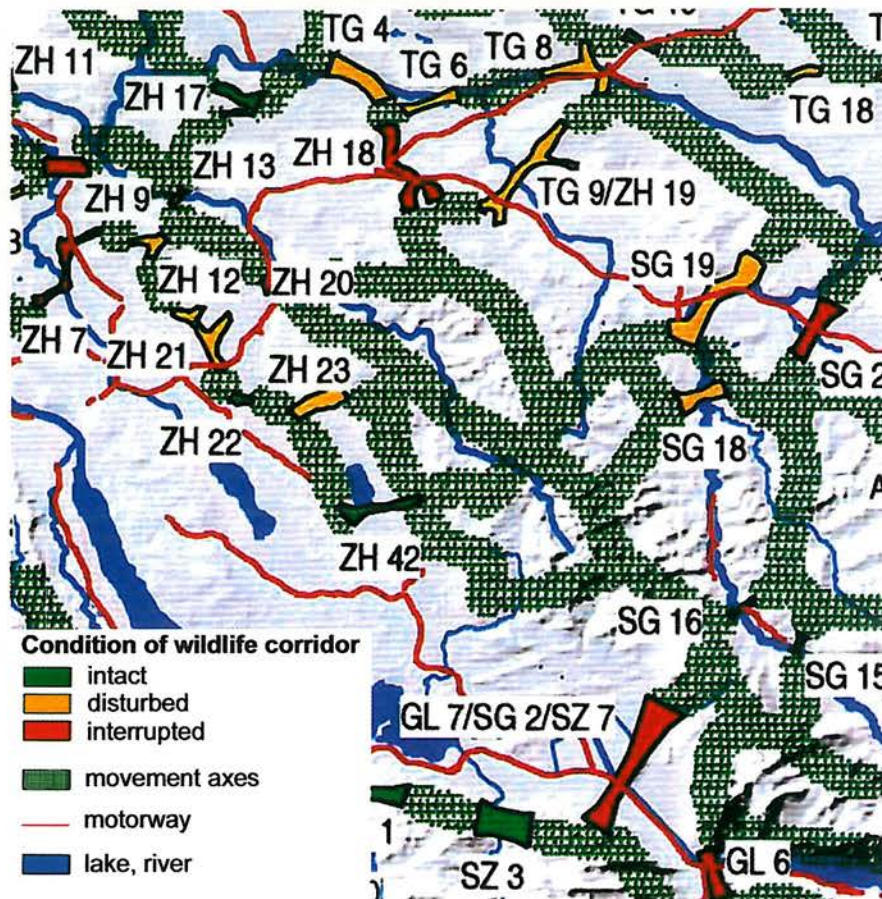 TG 4
ZH 11
TG 6
TG 8
ZH 17
TG 18
ZH 13
ZH 18
ZH 9
TG 9/ZH 19
SG 19
ZH 12
ZH 20
ZH 7
ZH 21
ZH 23
SG 2
ZH 22
SG 18
A
ZH 42
SG 16
SG 15
Condition of wildlife corridor
intact
disturbed
interrupted
GL 7/SG 2/SZ 7
movement axes
motorway
lake, river
1
SZ 3
GL 6